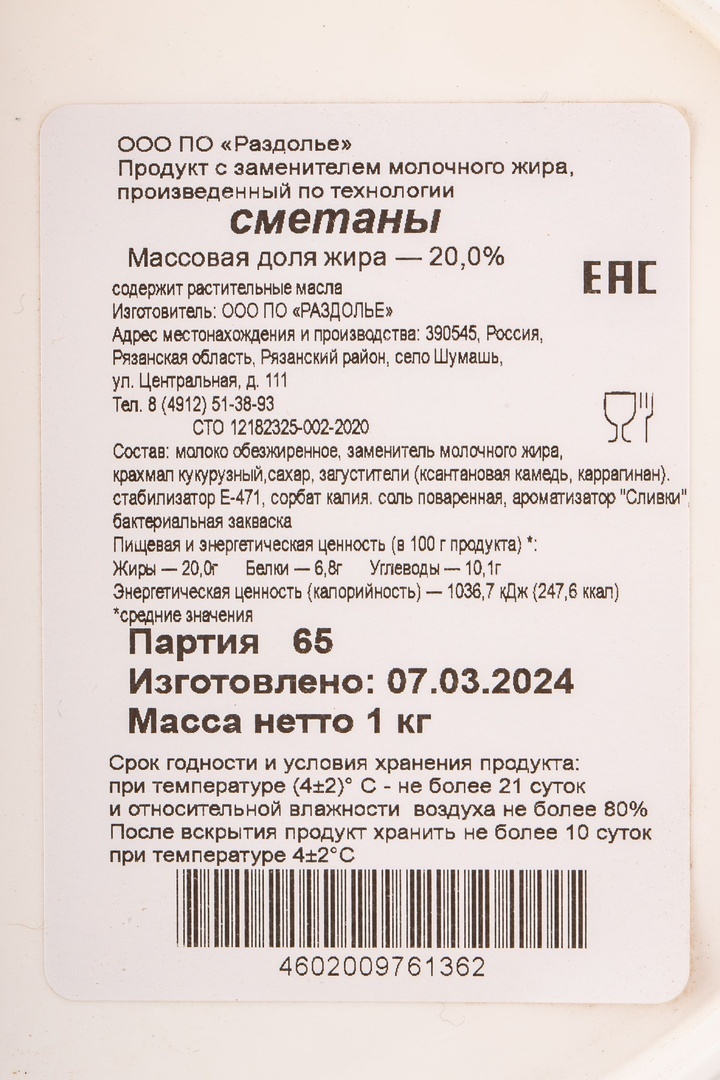 ООО ПО «Раздолье»
Продукт с заменителем молочного жира,
произведенный по технологии
сметаны
Массовая доля жира — 20,0%
EAC
содержит растительные масла
Изготовитель: ООО ПО «РАЗДОЛЬЕ»
Адрес местонахождения и производства: 390545, Россия,
Рязанская область, Рязанский район, село Шумашь,
ул. Центральная, д. 111
Тел. 8 (4912) 51-38-93
СТО 12182325-002-2020
Состав: молоко обезжиренное, заменитель молочного жира,
крахмал кукурузный,сахар, загустители (ксантановая камедь, каррагинан).
стабилизатор Е-471, сорбат калия. соль поваренная, ароматизатор "Сливки",
бактериальная закваска
Пищевая и энергетическая ценность (в 100 г продукта) *:
Жиры — 20,0г Белки — 6,8г Углеводы — 10,1г
Энергетическая ценность (калорийность) — 1036,7 кДж (247,6 ккал)
*средние значения
Партия 65
Изготовлено: 07.03.2024
Масса нетто 1 кг
Срок годности и условия хранения продукта:
при температуре (4±2)° С - не более 21 суток
и относительной влажности воздуха не более 80%
После вскрытия продукт хранить не более 10 суток
при температуре 4±2°С
4602009761362